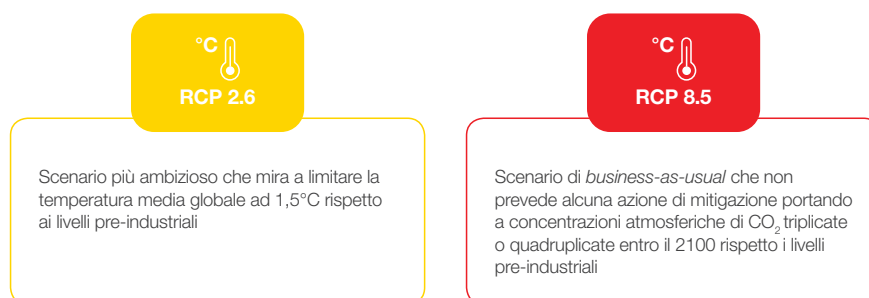 °C
RCP 2.6
Scenario più ambizioso che mira a limitare la
temperatura media globale ad 1,5°C rispetto
ai livelli pre-industriali
°C
RCP 8.5
Scenario di business-as-usual che non
prevede alcuna azione di mitigazione portando
a concentrazioni atmosferiche di CO₂ triplicate
o quadruplicate entro il 2100 rispetto i livelli
pre-industriali